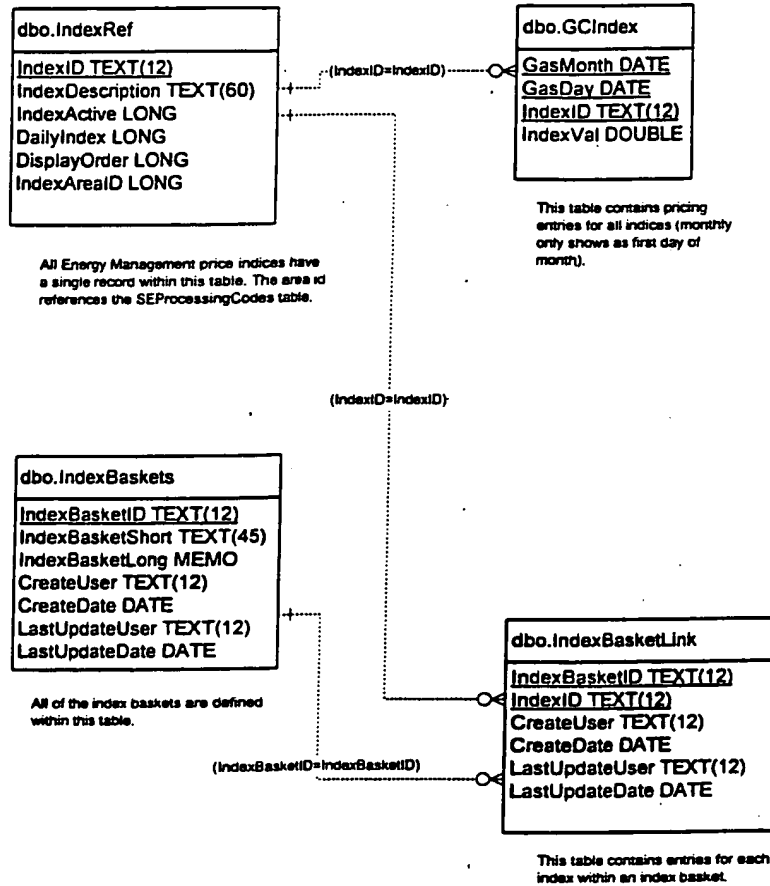 dbo.IndexRef
IndexID TEXT(12)
IndexDescription TEXT(60)
IndexActive LONG
DailyIndex LONG
DisplayOrder LONG
IndexAreaID LONG
All Energy Management price indices have
a single record within this table. The area id
references the SEProcessingCodes table.
(IndexID=IndexID)
dbo.GCIndex
GasMonth DATE
GasDay DATE
IndexID TEXT(12)
IndexVal DOUBLE
This table contains pricing
entries for all indices (monthly
only shows as first day of
month).
(IndexID=IndexID)
dbo.IndexBaskets
IndexBasketID TEXT(12)
IndexBasketShort TEXT(45)
IndexBasketLong MEMO
CreateUser TEXT(12)
CreateDate DATE
LastUpdateUser TEXT(12)
LastUpdateDate DATE
All of the index baskets are defined
within this table.
(IndexBasketID=IndexBasketID)
dbo.IndexBasketLink
IndexBasketID TEXT(12)
IndexID TEXT(12)
CreateUser TEXT(12)
CreateDate DATE
LastUpdateUser TEXT(12)
LastUpdateDate DATE
This table contains entries for each
index within an index basket.